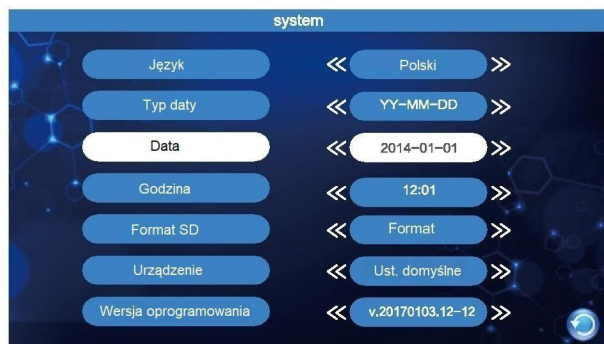 system
Język Polski
Typ daty YY-MM-DD
Data 2014-01-01
Godzina 12:01
Format SD Format
Urządzenie Ust. domyślne
Wersja oprogramowania v.20170103.12-12